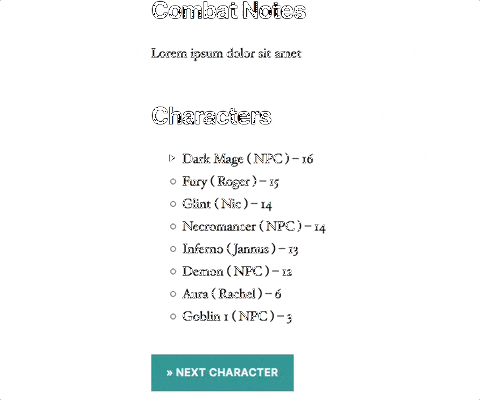 Combat Notes
Lorem ipsum dolor sit amet
Characters
Dark Mage ( NPC ) – 16
Fury ( Roger ) – 15
Glint ( Nic ) – 14
Necromancer ( NPC ) – 14
Inferno ( Jannus ) – 13
Demon ( NPC ) – 12
Aura ( Rachel ) – 6
Goblin 1 ( NPC ) – 3
» NEXT CHARACTER